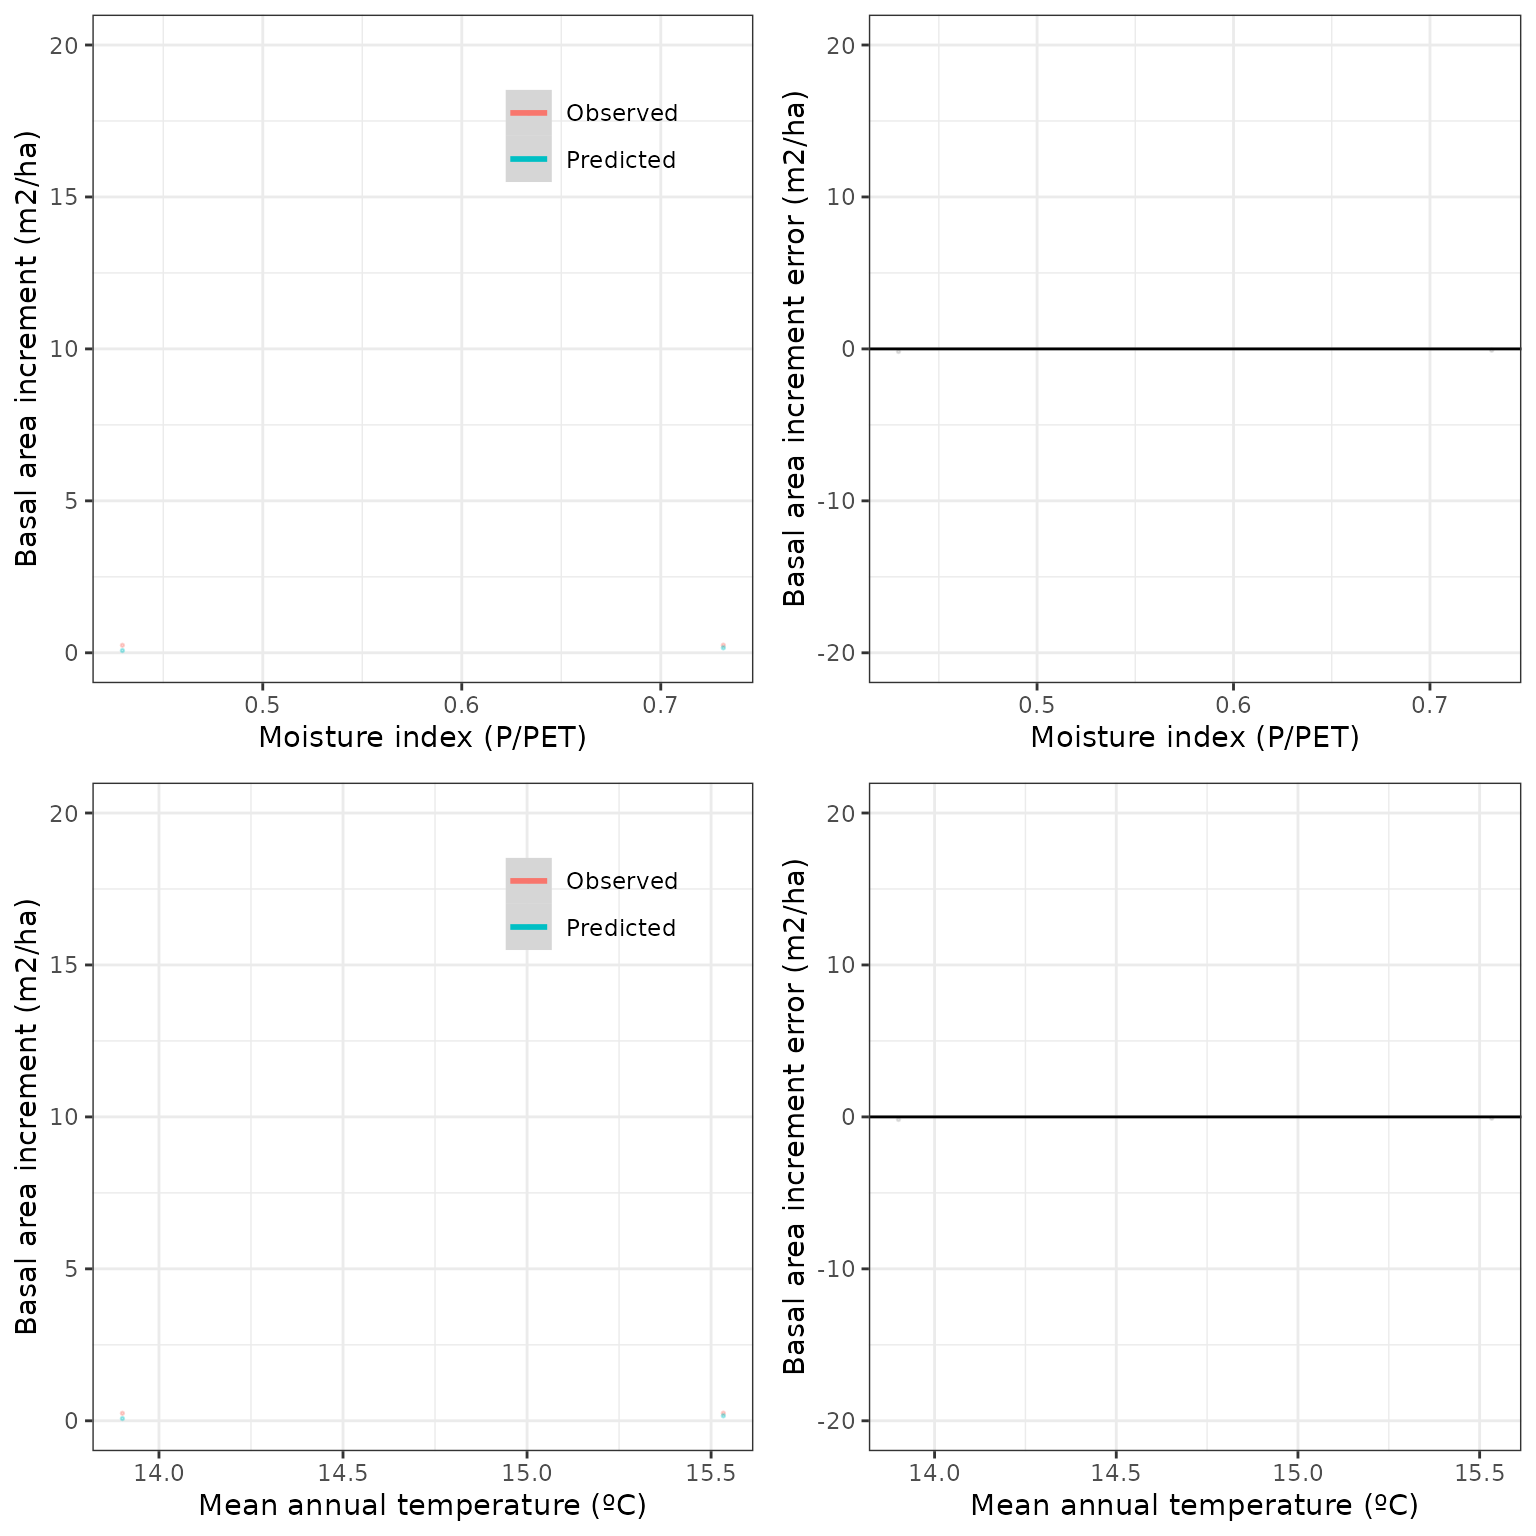 Basal area increment (m2/ha)
20
15
10
5
0
Observed
Predicted
0.5 0.6 0.7
Moisture index (P/PET)
Basal area increment error (m2/ha)
20
10
0
-10
-20
0.5 0.6 0.7
Moisture index (P/PET)
Basal area increment (m2/ha)
20
15
10
5
0
Observed
Predicted
14.0 14.5 15.0 15.5
Mean annual temperature (ºC)
Basal area increment error (m2/ha)
20
10
0
-10
-20
14.0 14.5 15.0 15.5
Mean annual temperature (ºC)